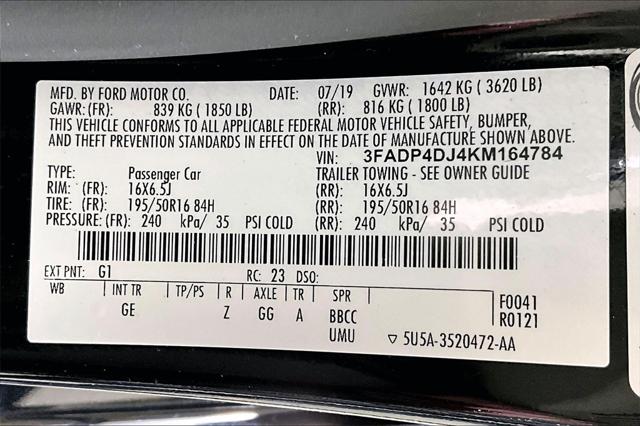 MFD. BY FORD MOTOR CO. DATE: 07/19 GVWR: 1642 KG ( 3620 LB)
GAWR: (FR): 839 KG ( 1850 LB) (RR): 816 KG ( 1800 LB)
THIS VEHICLE CONFORMS TO ALL APPLICABLE FEDERAL MOTOR VEHICLE SAFETY, BUMPER,
AND THEFT PREVENTION STANDARDS IN EFFECT ON THE DATE OF MANUFACTURE SHOWN ABOVE.
VIN: 3FADP4DJ4KM164784
TYPE: Passenger Car TRAILER TOWING - SEE OWNER GUIDE
RIM: (FR): 16X6.5J (RR): 16X6.5J
TIRE: (FR): 195/50R16 84H (RR): 195/50R16 84H
PRESSURE: (FR): 240 kPa/ 35 PSI COLD (RR): 240 kPa/ 35 PSI COLD
EXT PNT: G1 RC: 23 DSO:
WB INT TR TP/PS R AXLE TR SPR F0041
GE Z GG A BBCC R0121
UMU ▽ 5U5A-3520472-AA